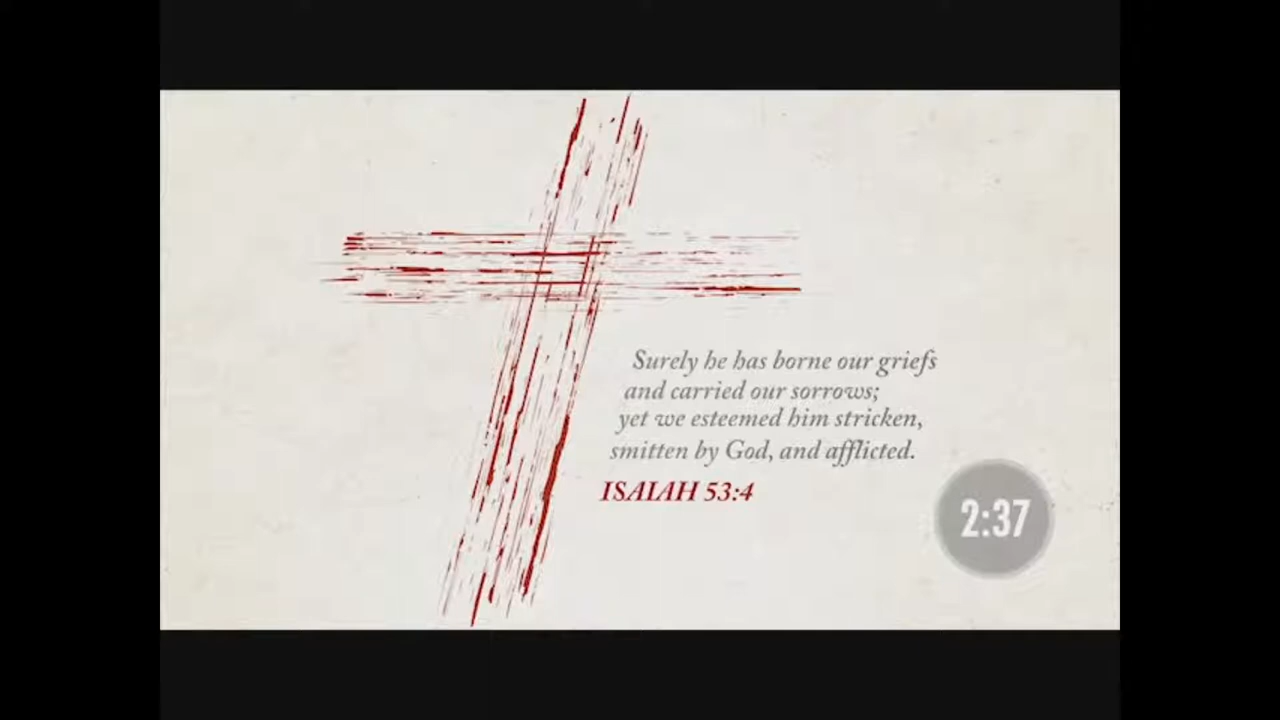 Surely he has borne our griefs
and carried our sorrows;
yet we esteemed him stricken,
smitten by God, and afflicted.
ISAIAH 53:4
2:37